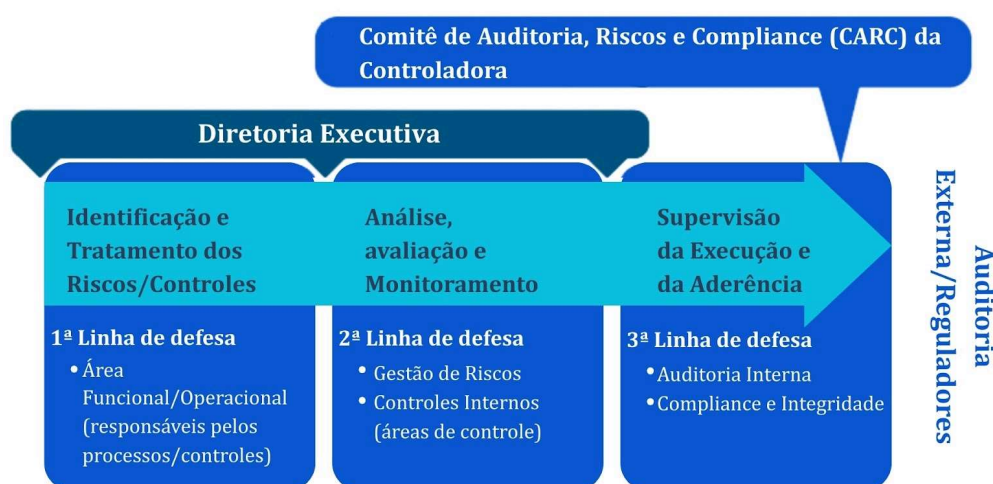 Comitê de Auditoria, Riscos e Compliance (CARC) da
Controladora
Diretoria Executiva
Identificação e
Tratamento dos
Riscos/Controles
Análise,
avaliação e
Monitoramento
Supervisão
da Execução e
da Aderência
1ª Linha de defesa
• Área
Funcional/Operacional
(responsáveis pelos
processos/controles)
2ª Linha de defesa
• Gestão de Riscos
• Controles Internos
(áreas de controle)
3ª Linha de defesa
• Auditoria Interna
• Compliance e Integridade
Auditoria
Externa/Reguladores